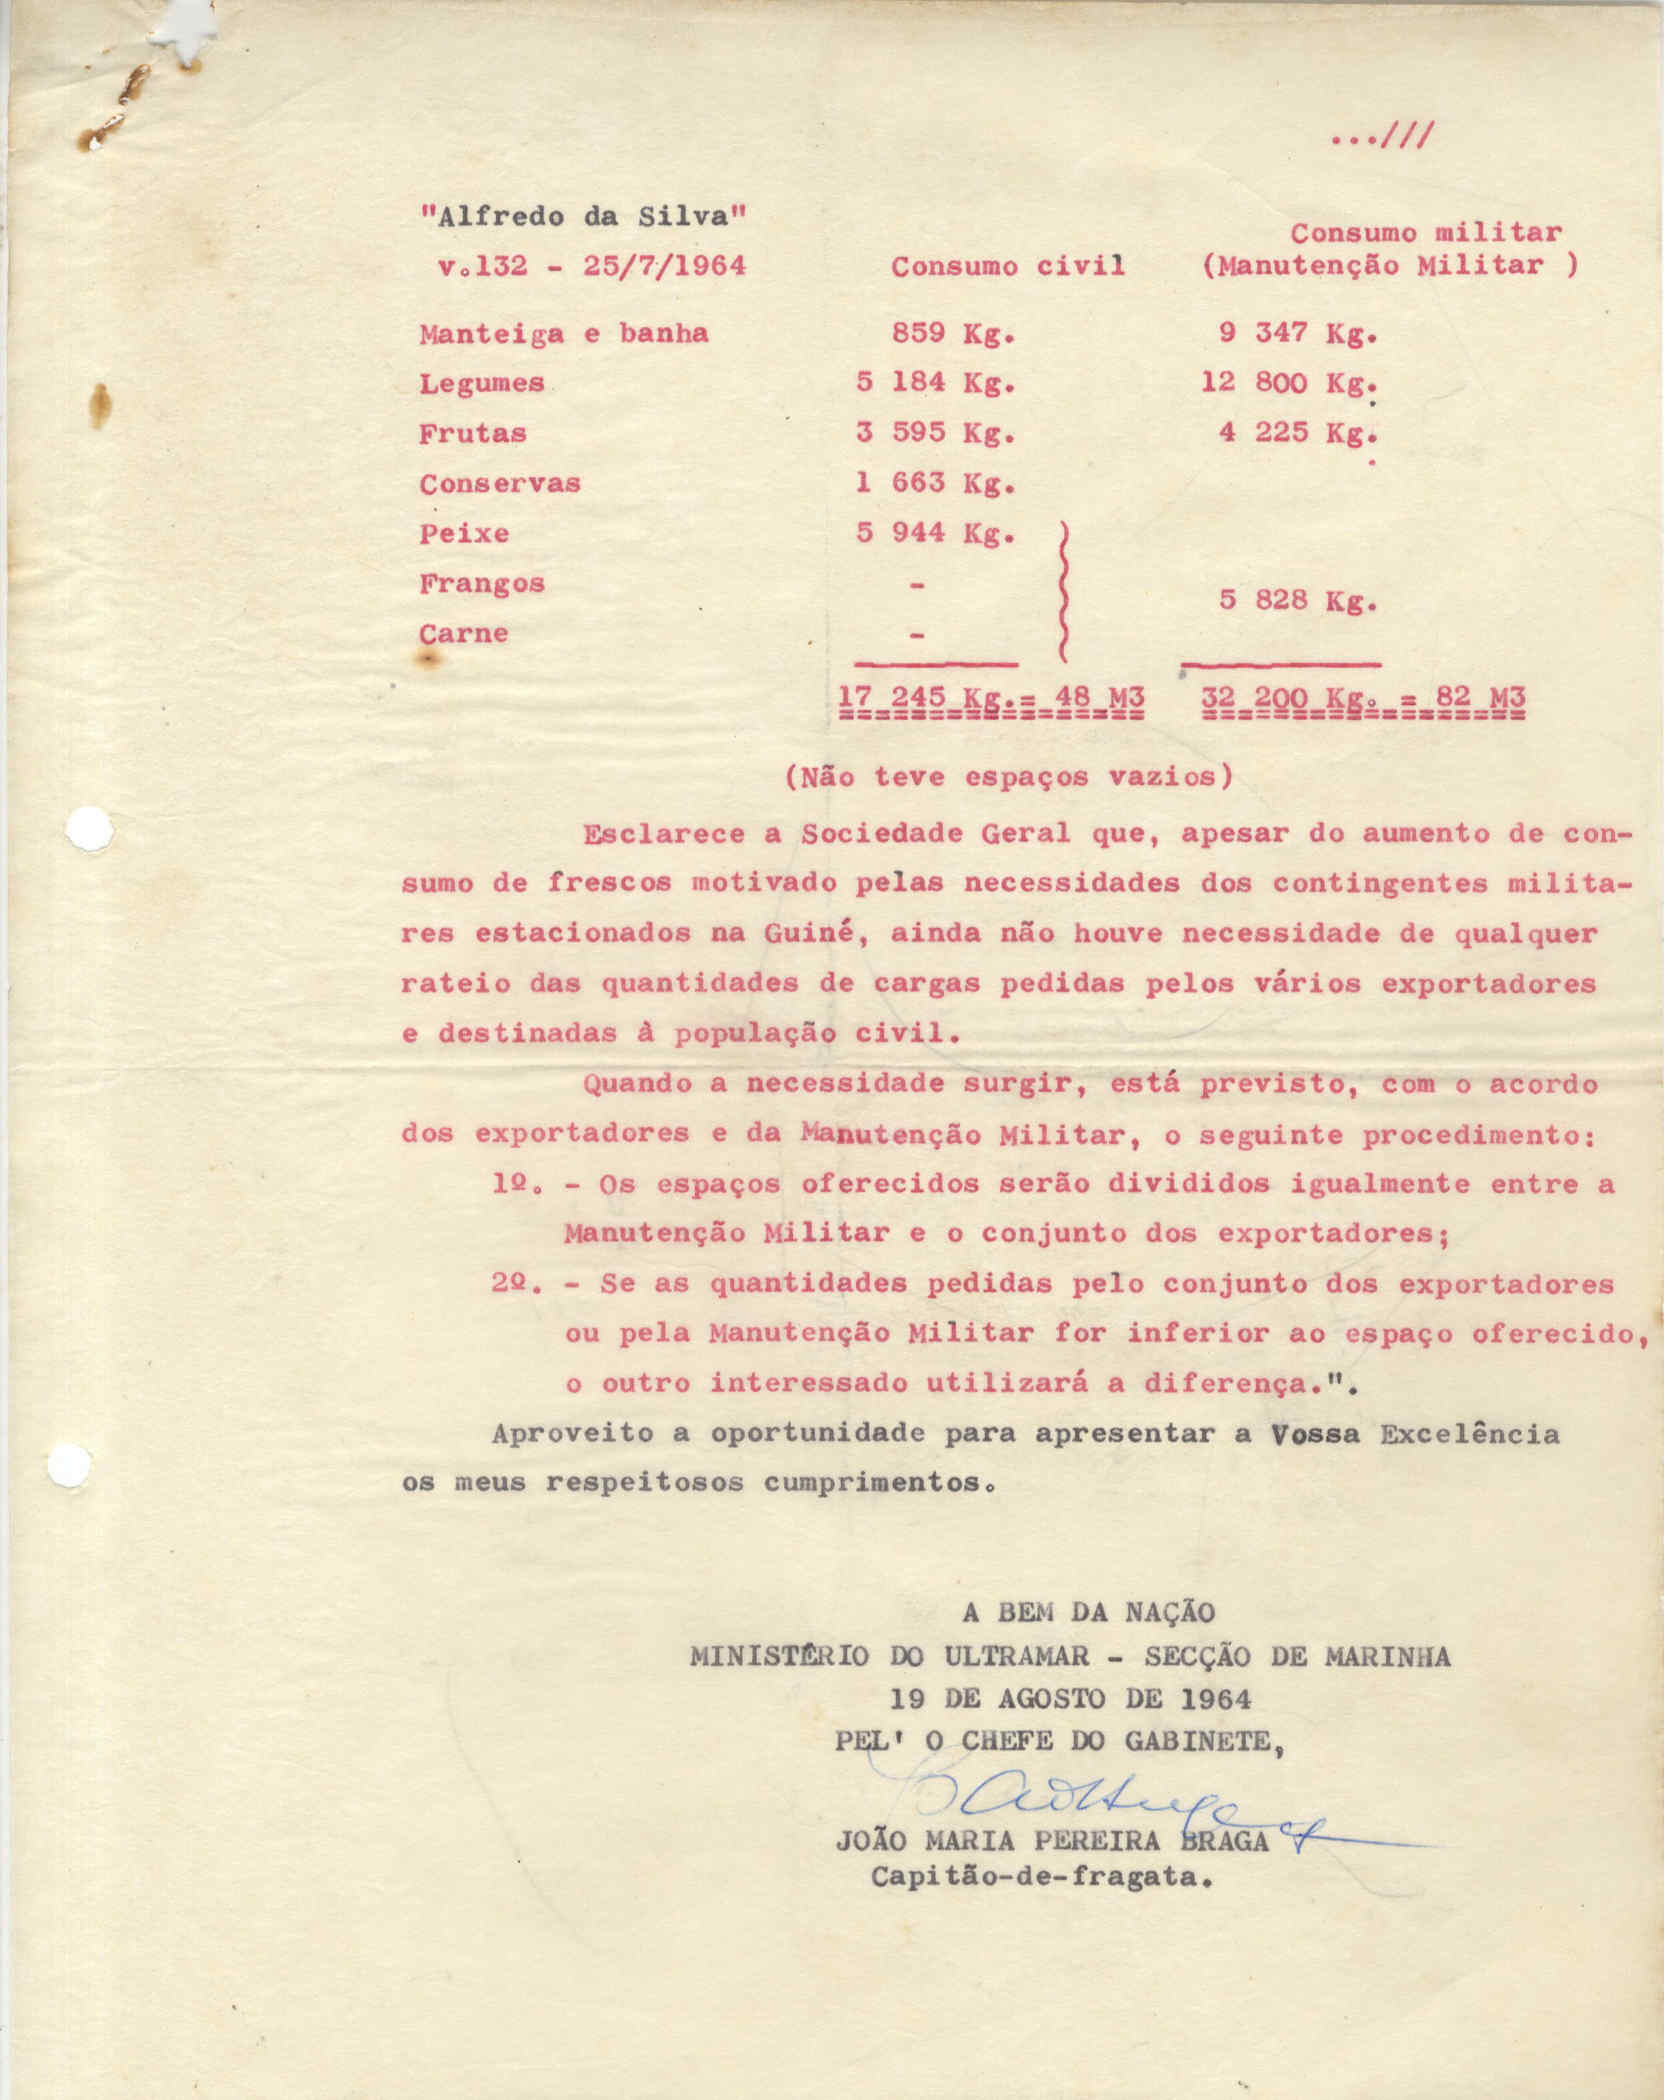 ...///
"Alfredo da Silva"
v.132 - 25/7/1964 Consumo civil Consumo militar (Manutenção Militar )
Manteiga e banha 859 Kg. 9 347 Kg.
Legumes 5 184 Kg. 12 800 Kg.
Frutas 3 595 Kg. 4 225 Kg.
Conservas 1 663 Kg.
Peixe 5 944 Kg.
Frangos - 5 828 Kg.
Carne -
17 245 Kg.= 48 M3 32 200 Kg. = 82 M3
(Não teve espaços vazios)
Esclarece a Sociedade Geral que, apesar do aumento de con-
sumo de frescos motivado pelas necessidades dos contingentes milita-
res estacionados na Guiné, ainda não houve necessidade de qualquer
rateio das quantidades de cargas pedidas pelos vários exportadores
e destinadas à população civil.
Quando a necessidade surgir, está previsto, com o acordo
dos exportadores e da Manutenção Militar, o seguinte procedimento:
1º. - Os espaços oferecidos serão divididos igualmente entre a
Manutenção Militar e o conjunto dos exportadores;
2º. - Se as quantidades pedidas pelo conjunto dos exportadores
ou pela Manutenção Militar for inferior ao espaço oferecido,
o outro interessado utilizará a diferença.".
Aproveito a oportunidade para apresentar a Vossa Excelência
os meus respeitosos cumprimentos.
A BEM DA NAÇÃO
MINISTÉRIO DO ULTRAMAR - SECÇÃO DE MARINHA
19 DE AGOSTO DE 1964
PEL' O CHEFE DO GABINETE,
JOÃO MARIA PEREIRA BRAGA
Capitão-de-fragata.